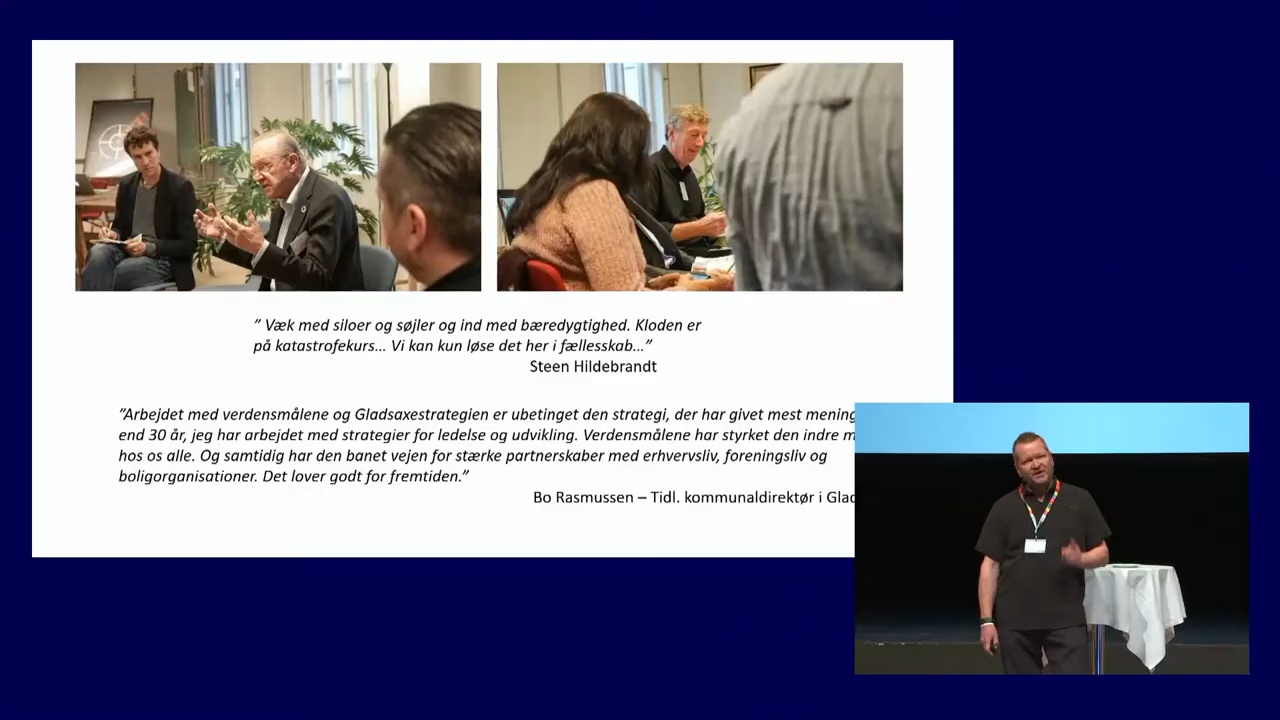 ” Væk med siloer og søjler og ind med bæredygtighed. Kloden er
på katastrofekurs… Vi kan kun løse det her i fællesskab…”
Steen Hildebrandt
”Arbejdet med verdensmålene og Gladsaxestrategien er ubetinget den strategi, der har givet mest mening
end 30 år, jeg har arbejdet med strategier for ledelse og udvikling. Verdensmålene har styrket den indre m
hos os alle. Og samtidig har den banet vejen for stærke partnerskaber med erhvervsliv, foreningsliv og
boligorganisationer. Det lover godt for fremtiden.”
Bo Rasmussen – Tidl. kommunaldirektør i Glad